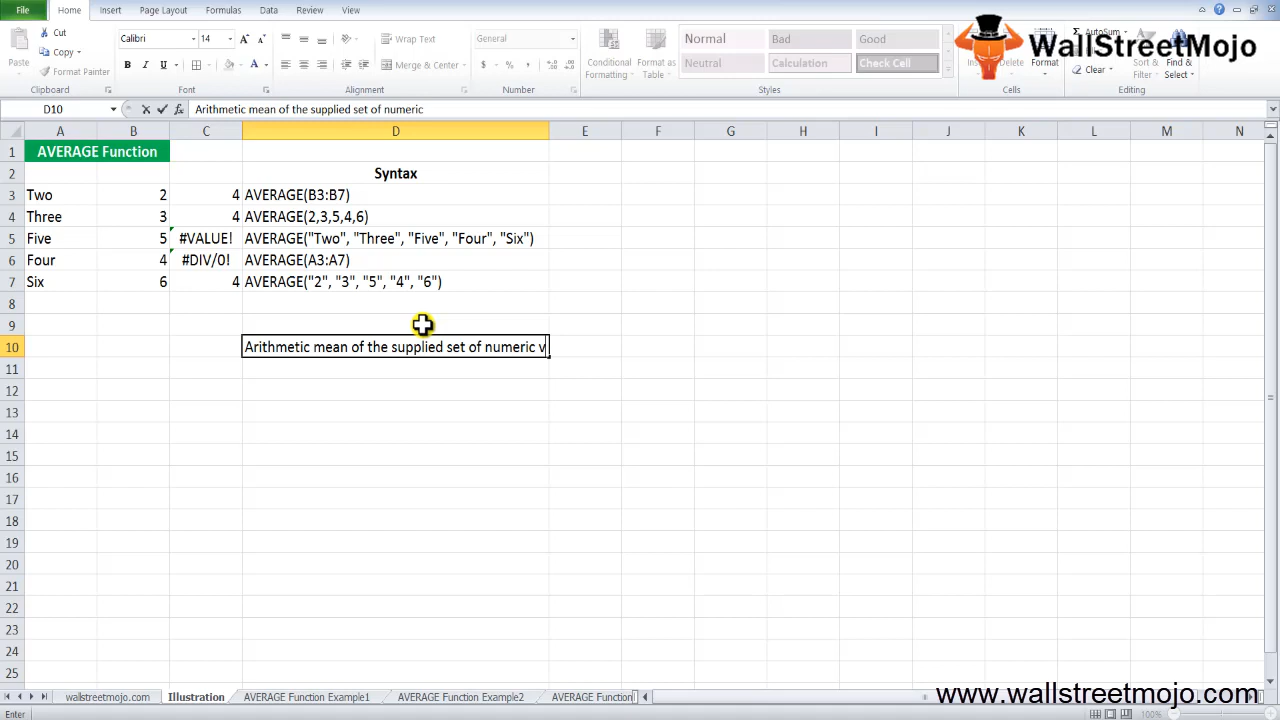 File Home Insert Page Layout Formulas Data Review View
Cut
Copy
Format Painter
Paste
Clipboard
Calibri 14
B I U A
Font
Wrap Text
Merge & Center
Alignment
General
$ % ,
Number
Conditional Formatting
Format as Table
Normal Bad Good
Neutral Calculation Check Cell
Styles
Delete Format
Cells
AutoSum
Clear
Sort & Filter
Find & Select
Editing
WallStreetMojo
D10 fx Arithmetic mean of the supplied set of numeric
A B C D E F G H I J K L M N
1 AVERAGE Function
2 Syntax
3 Two 2 4 AVERAGE(B3:B7)
4 Three 3 4 AVERAGE(2,3,5,4,6)
5 Five 5 #VALUE! AVERAGE("Two", "Three", "Five", "Four", "Six")
6 Four 4 #DIV/0! AVERAGE(A3:A7)
7 Six 6 4 AVERAGE("2", "3", "5", "4", "6")
8
9
10 Arithmetic mean of the supplied set of numeric v
11
12
13
14
15
16
17
18
19
20
21
22
23
24
25
wallstreetmojo.com Illustration AVERAGE Function Example1 AVERAGE Function Example2 AVERAGE Function
www.wallstreetmojo.com
Enter 100%